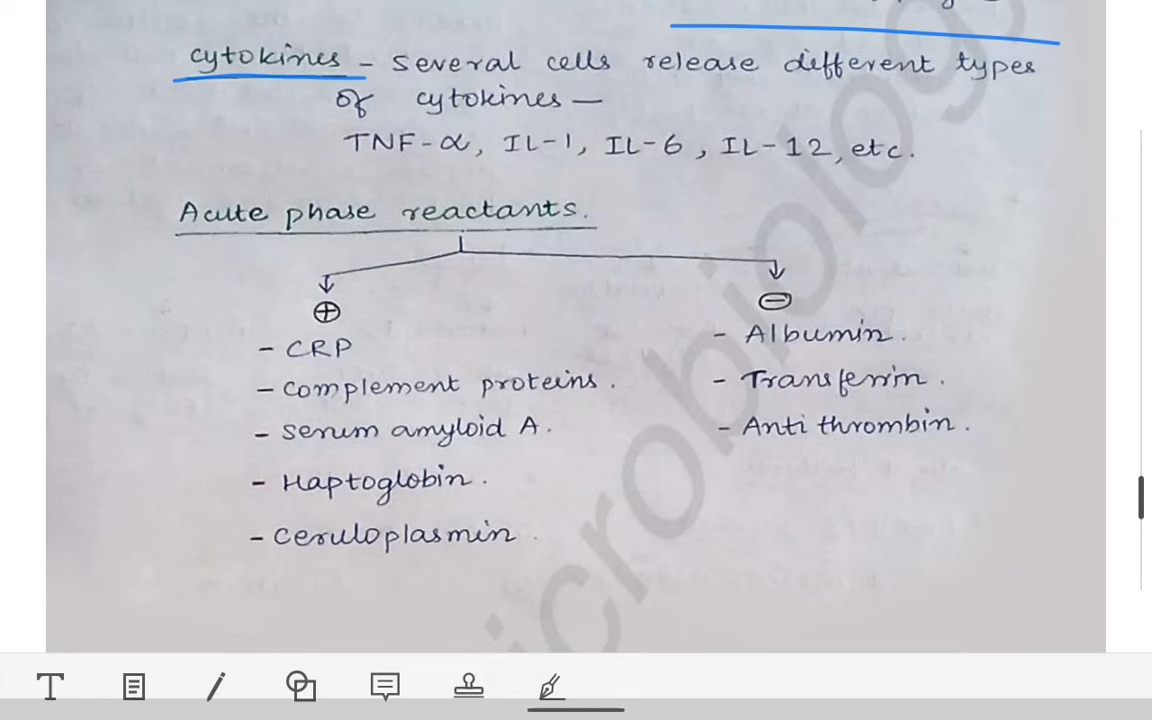 cytokines - Several cells release different types
of cytokines —
TNF-α, IL-1, IL-6, IL-12, etc.
Acute phase reactants.
⊕
⊖
- CRP
- Complement proteins.
- Serum amyloid A.
- Haptoglobin.
- Ceruloplasmin.
- Albumin.
- Transferrin.
- Anti thrombin.
icrobiolog
T